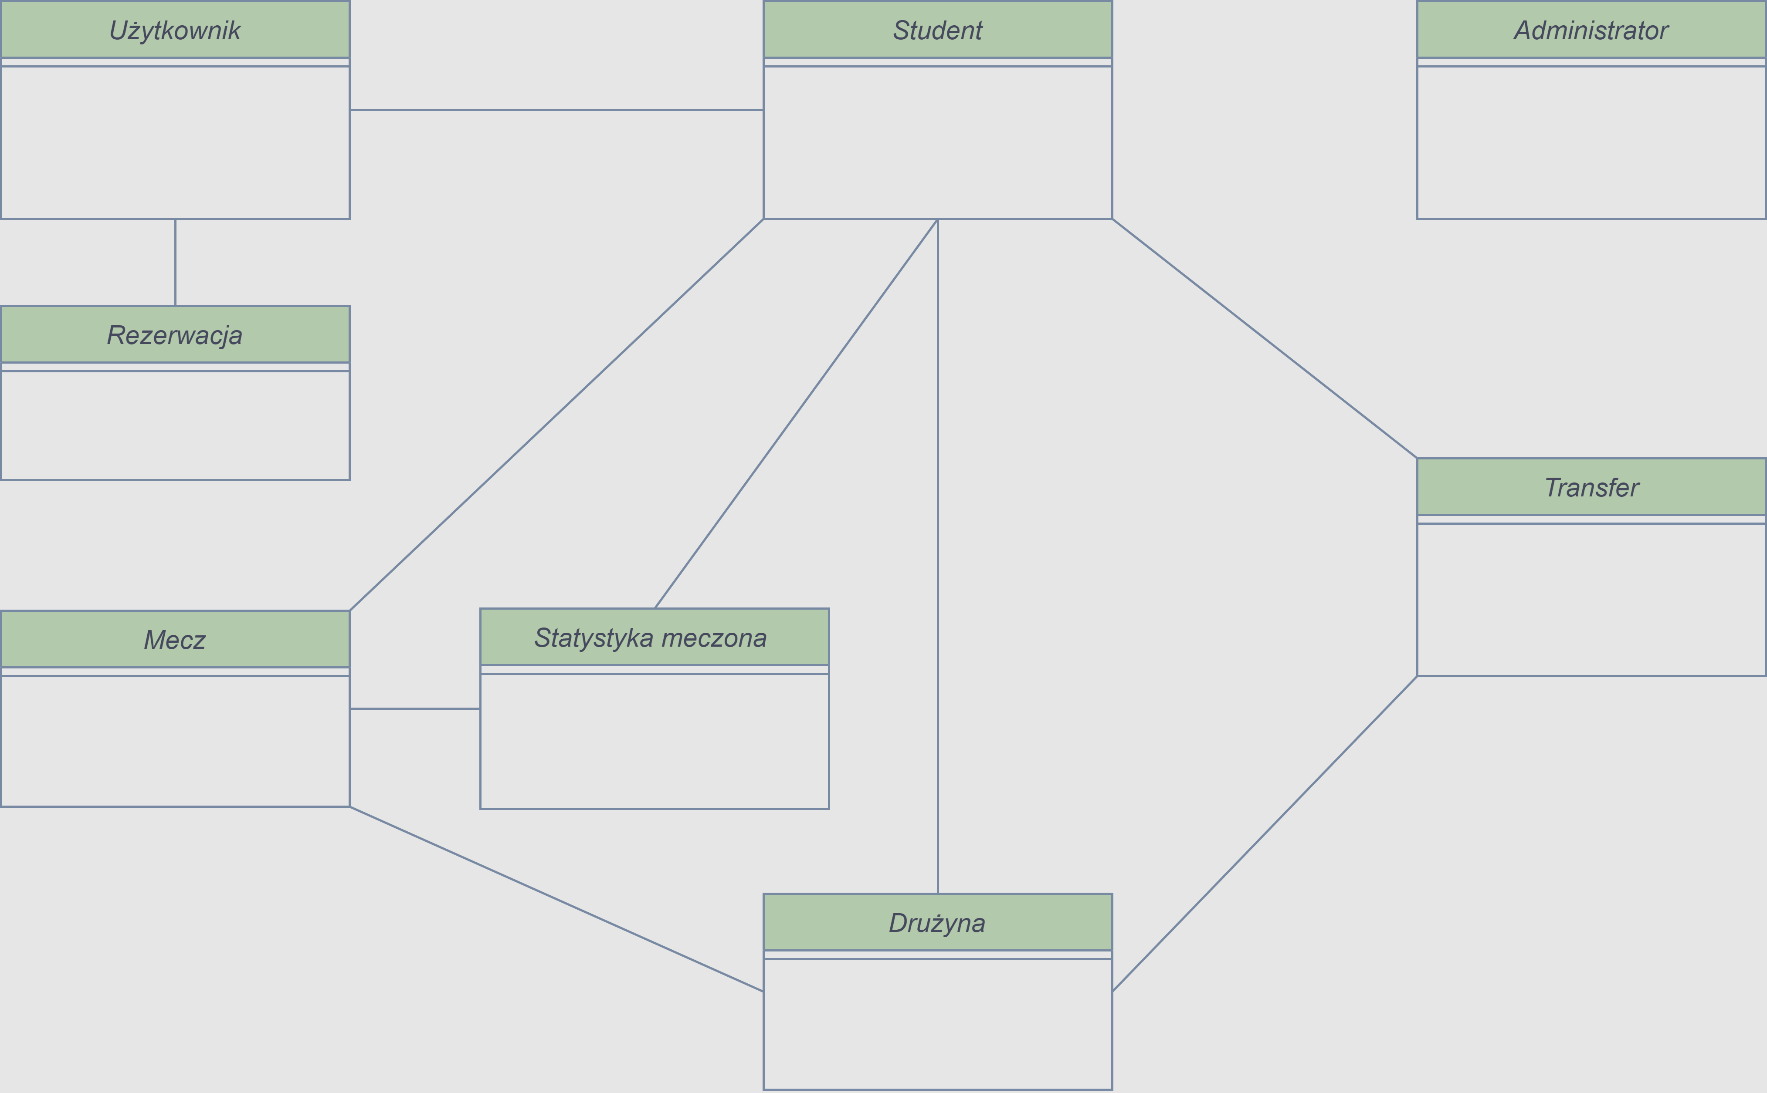 Użytkownik
Student
Administrator
Rezerwacja
Transfer
Mecz
Statystyka meczona
Drużyna